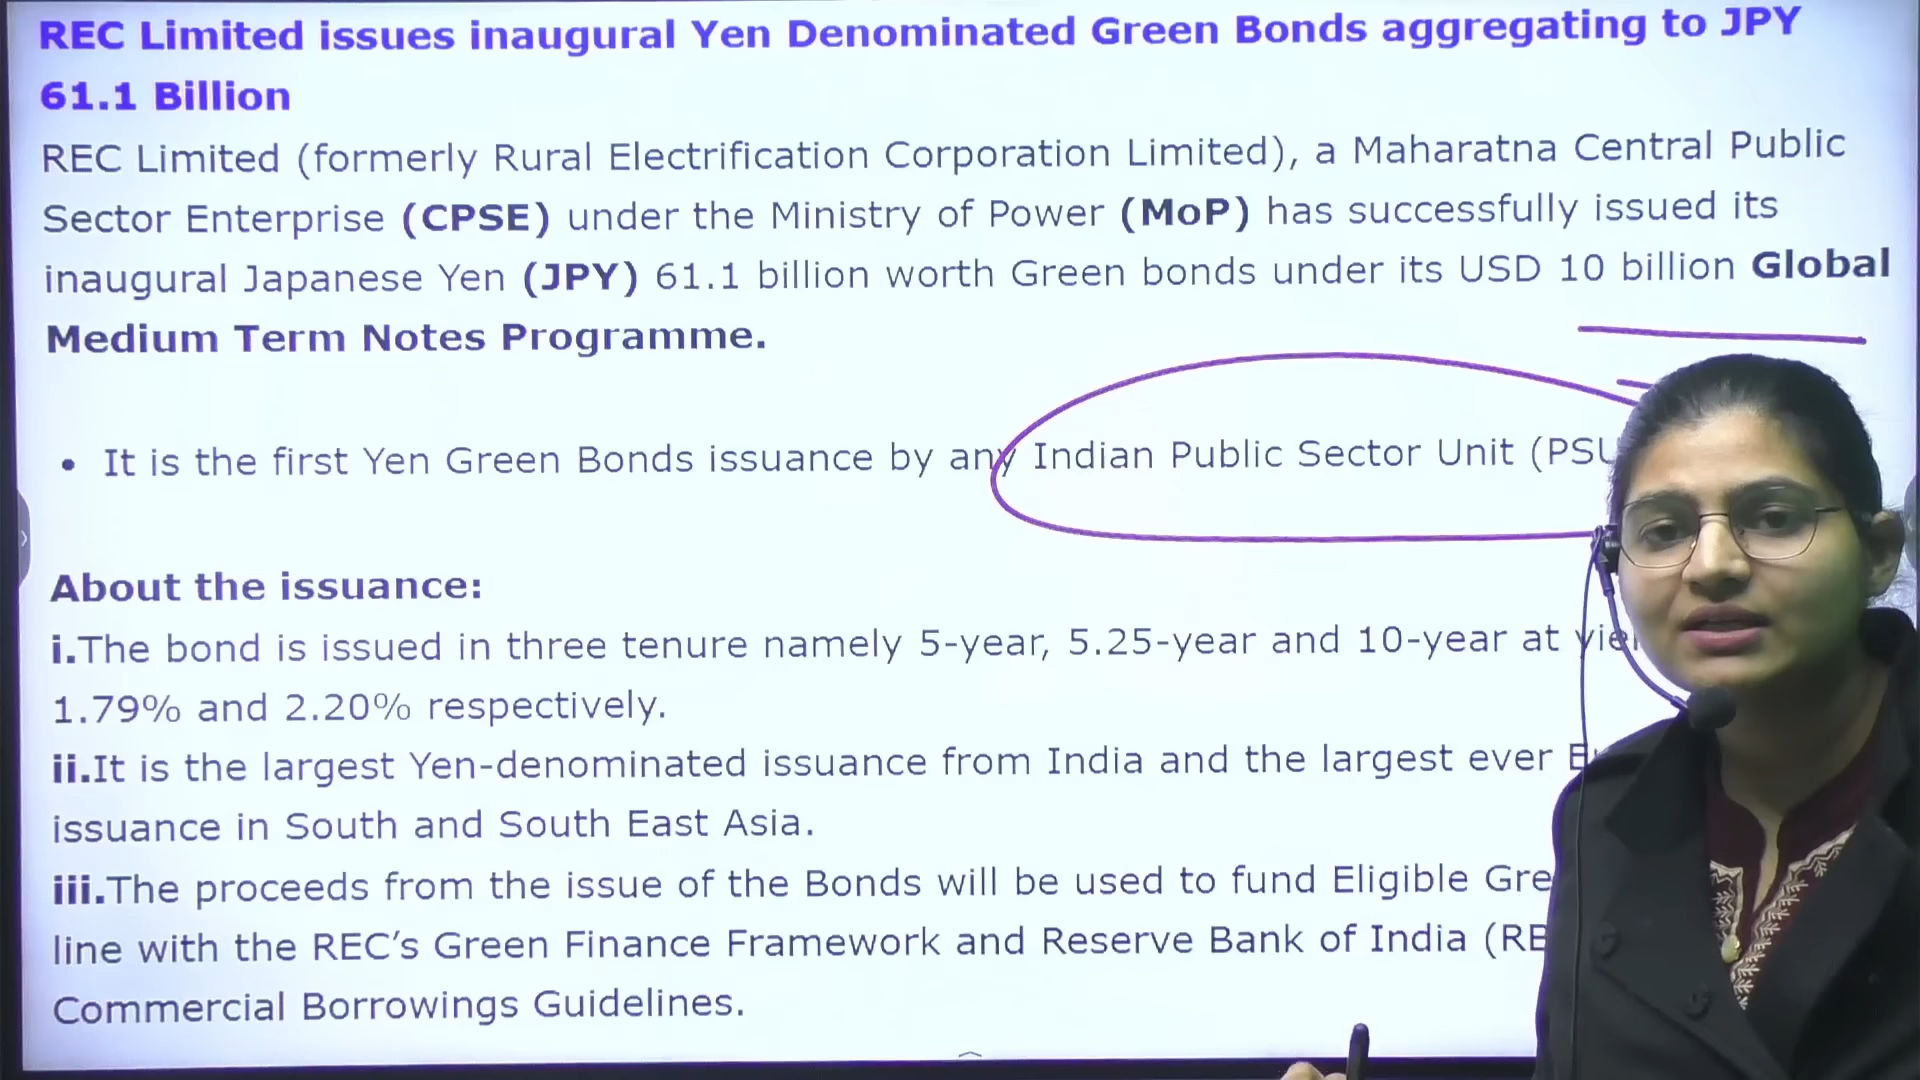 REC Limited issues inaugural Yen Denominated Green Bonds aggregating to JPY
61.1 Billion
REC Limited (formerly Rural Electrification Corporation Limited), a Maharatna Central Public
Sector Enterprise (CPSE) under the Ministry of Power (MoP) has successfully issued its
inaugural Japanese Yen (JPY) 61.1 billion worth Green bonds under its USD 10 billion Global
Medium Term Notes Programme.
• It is the first Yen Green Bonds issuance by any Indian Public Sector Unit
About the issuance:
i.The bond is issued in three tenure namely 5-year, 5.25-year and 10-year at
1.79% and 2.20% respectively.
ii.It is the largest Yen-denominated issuance from India and the largest ever
issuance in South and South East Asia.
iii.The proceeds from the issue of the Bonds will be used to fund Eligible
line with the REC’s Green Finance Framework and Reserve Bank of India
Commercial Borrowings Guidelines.